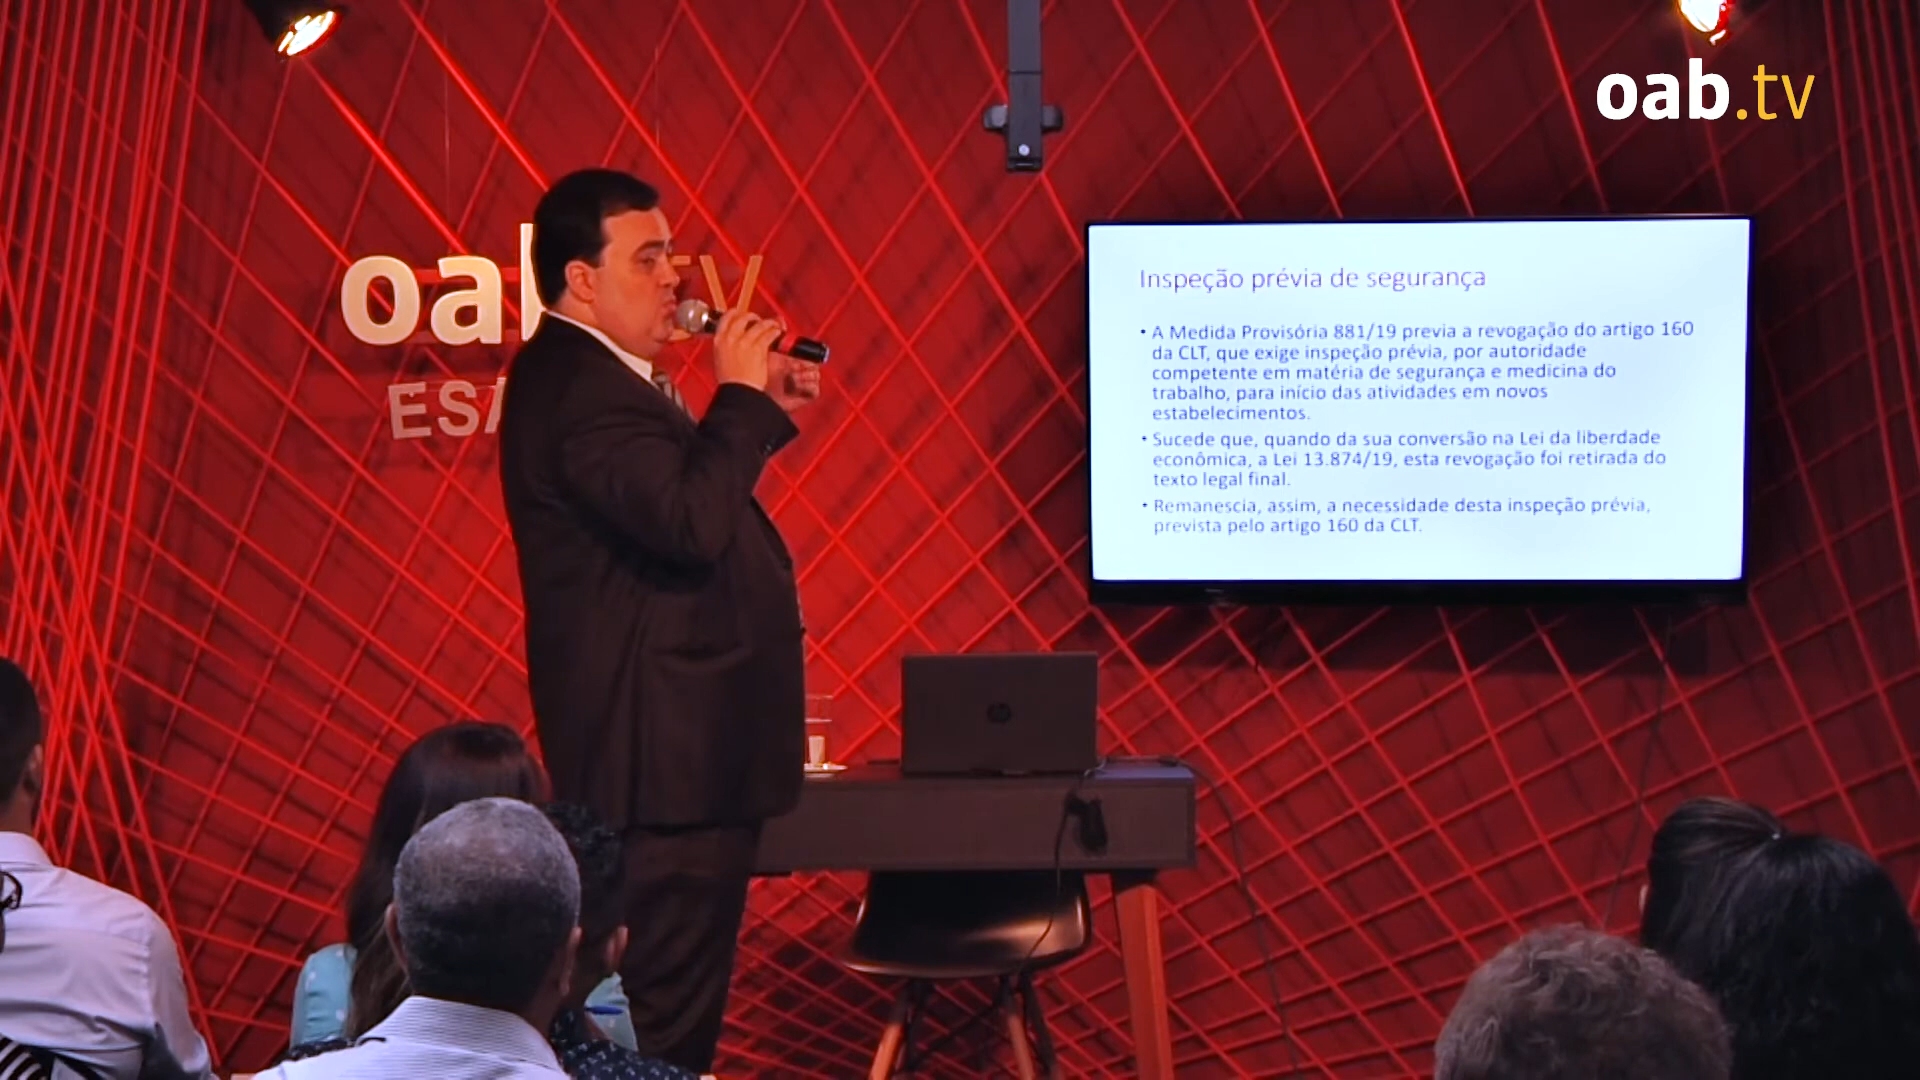 oab.tv
oa tv
ESA
Inspeção prévia de segurança
• A Medida Provisória 881/19 previa a revogação do artigo 160
da CLT, que exige inspeção prévia, por autoridade
competente em matéria de segurança e medicina do
trabalho, para início das atividades em novos
estabelecimentos.
• Sucede que, quando da sua conversão na Lei da liberdade
econômica, a Lei 13.874/19, esta revogação foi retirada do
texto legal final.
• Remanescia, assim, a necessidade desta inspeção prévia,
prevista pelo artigo 160 da CLT.
hp